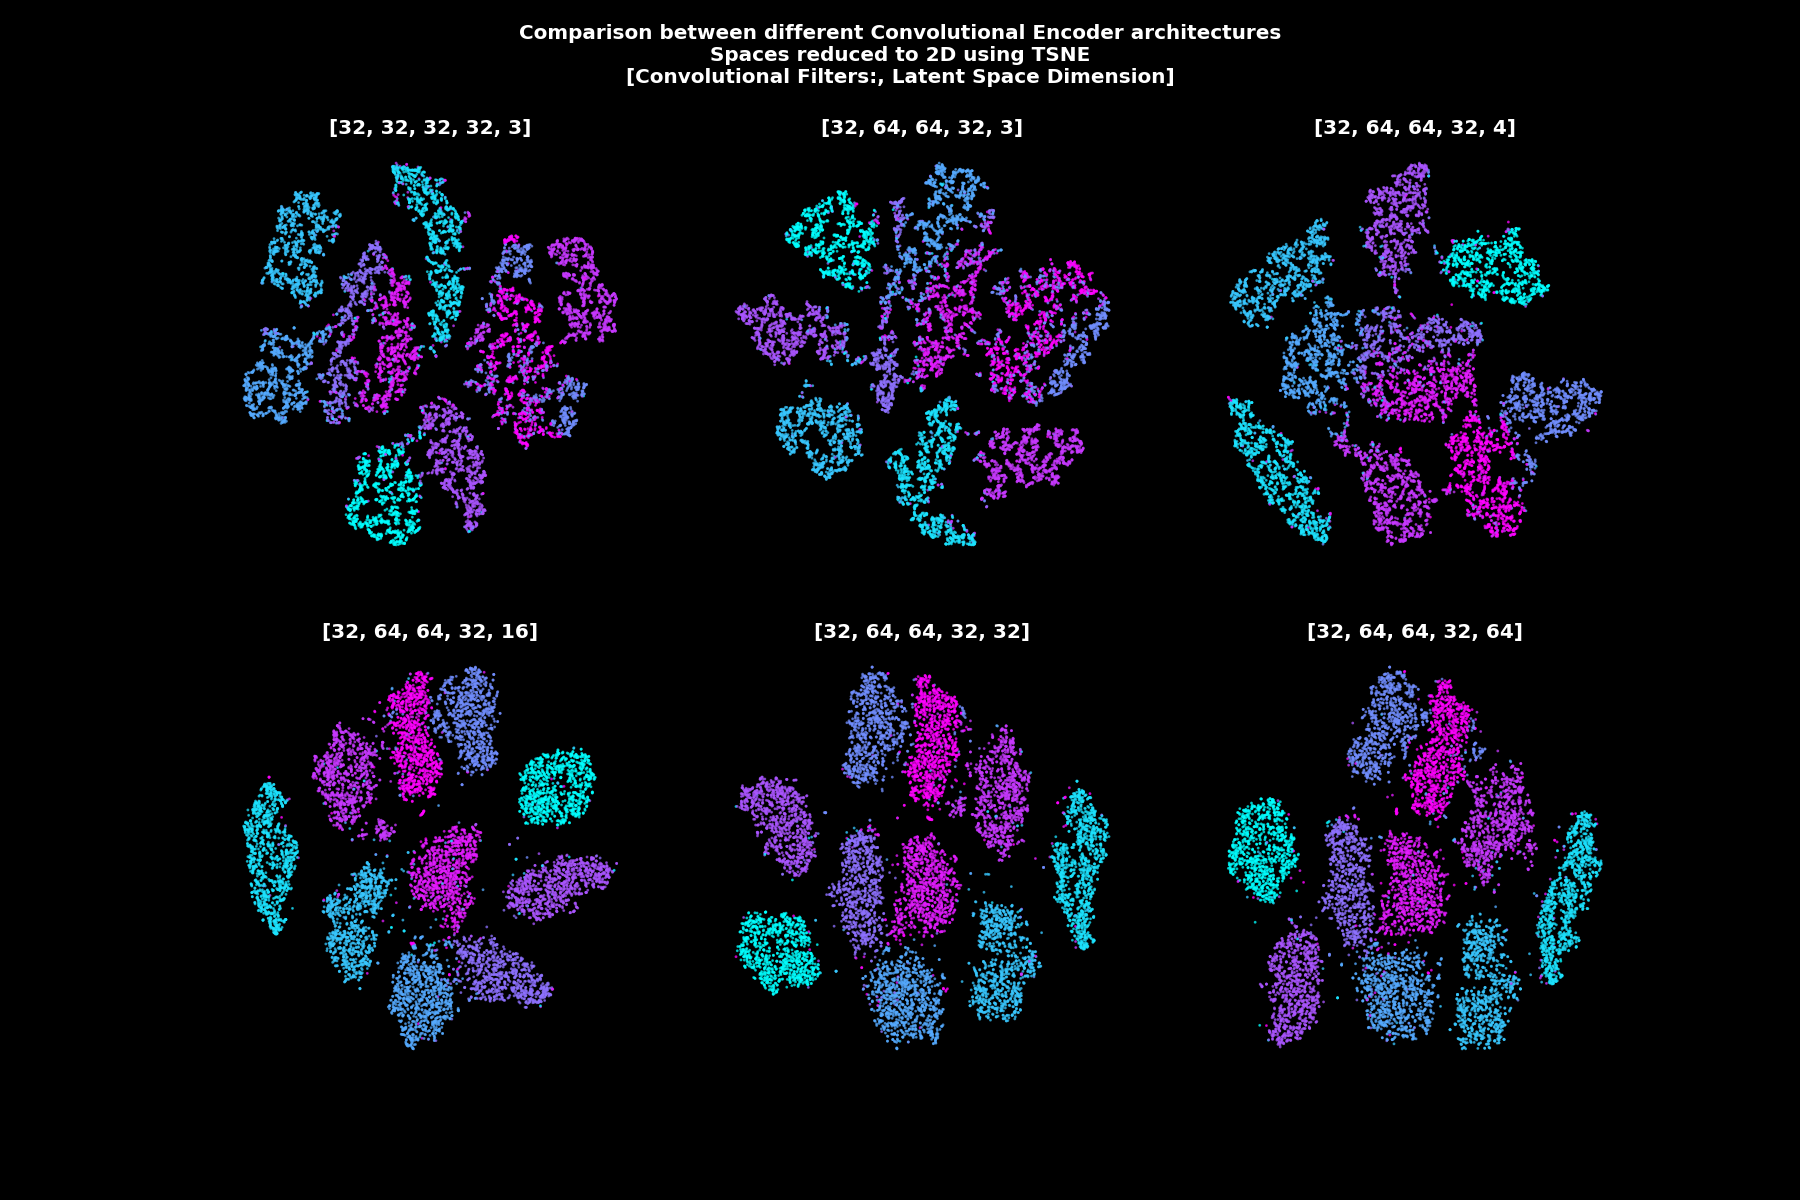 Comparison between different Convolutional Encoder architectures
Spaces reduced to 2D using TSNE
[Convolutional Filters:, Latent Space Dimension]
[32, 32, 32, 32, 3]
[32, 64, 64, 32, 3]
[32, 64, 64, 32, 4]
[32, 64, 64, 32, 16]
[32, 64, 64, 32, 32]
[32, 64, 64, 32, 64]